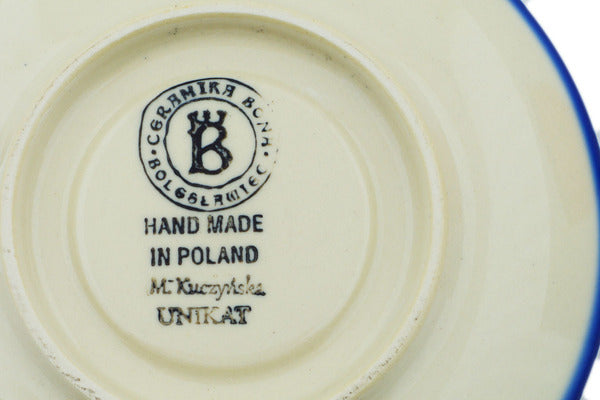 CERAMIKA BONA
B
BOLESŁAWIEC
HAND MADE
IN POLAND
M. Kuczyńska
UNIKAT